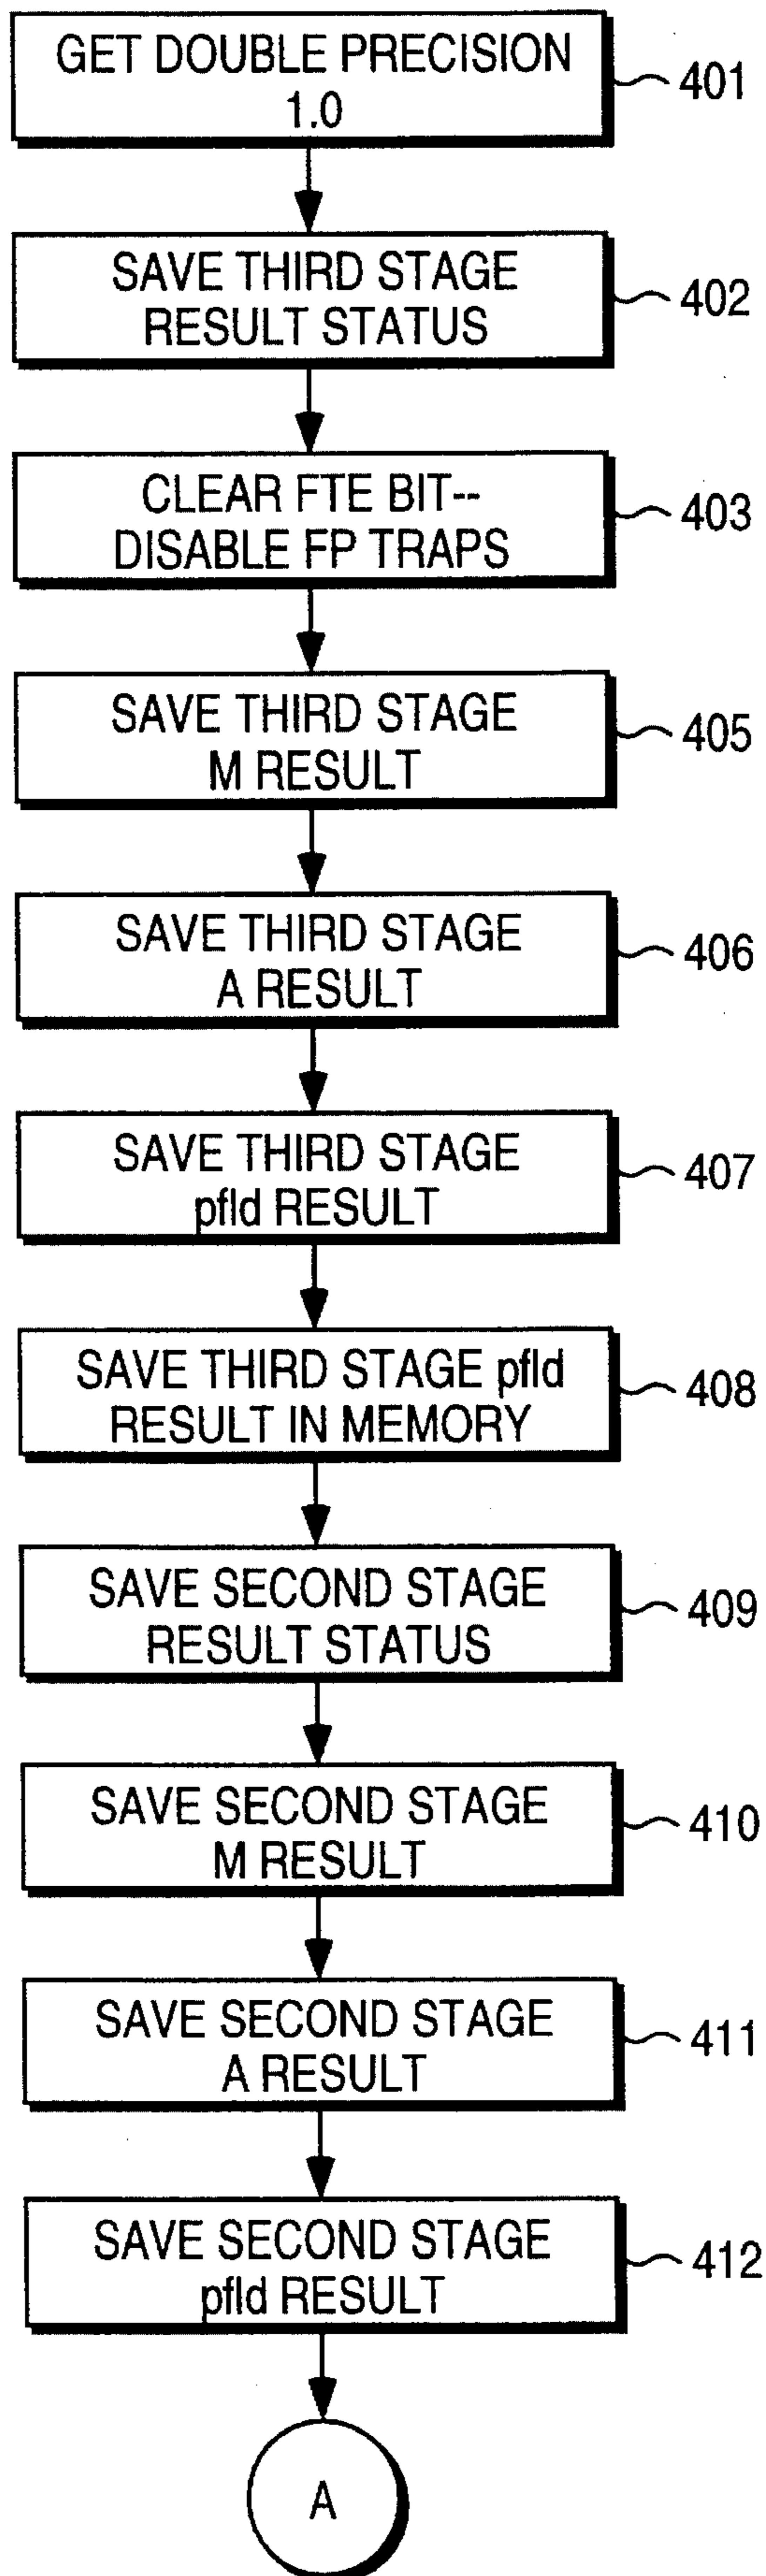 GET DOUBLE PRECISION
1.0
401
SAVE THIRD STAGE
RESULT STATUS
402
CLEAR FTE BIT--
DISABLE FP TRAPS
403
SAVE THIRD STAGE
M RESULT
405
SAVE THIRD STAGE
A RESULT
406
SAVE THIRD STAGE
pfld RESULT
407
SAVE THIRD STAGE pfld
RESULT IN MEMORY
408
SAVE SECOND STAGE
RESULT STATUS
409
SAVE SECOND STAGE
M RESULT
410
SAVE SECOND STAGE
A RESULT
411
SAVE SECOND STAGE
pfld RESULT
412
A